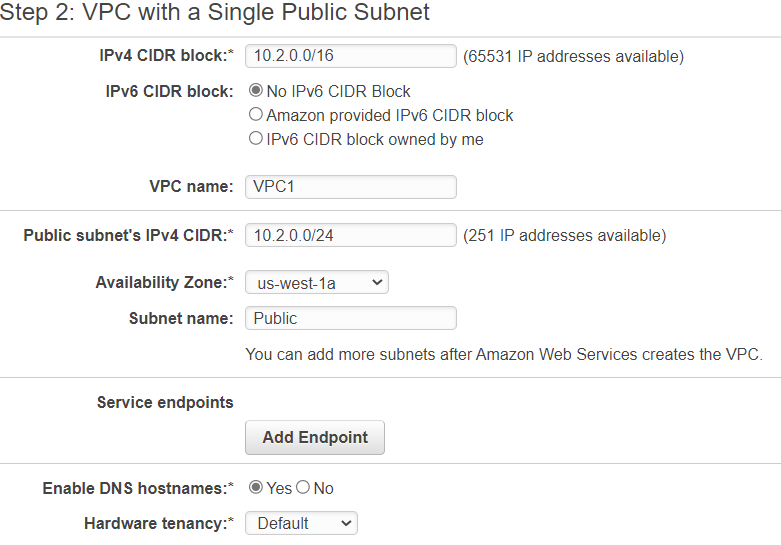 Step 2: VPC with a Single Public Subnet
IPv4 CIDR block:* 10.2.0.0/16 (65531 IP addresses available)
IPv6 CIDR block: No IPv6 CIDR Block
Amazon provided IPv6 CIDR block
IPv6 CIDR block owned by me
VPC name: VPC1
Public subnet's IPv4 CIDR:* 10.2.0.0/24 (251 IP addresses available)
Availability Zone:* us-west-1a
Subnet name: Public
You can add more subnets after Amazon Web Services creates the VPC.
Service endpoints
Add Endpoint
Enable DNS hostnames:* Yes No
Hardware tenancy:* Default